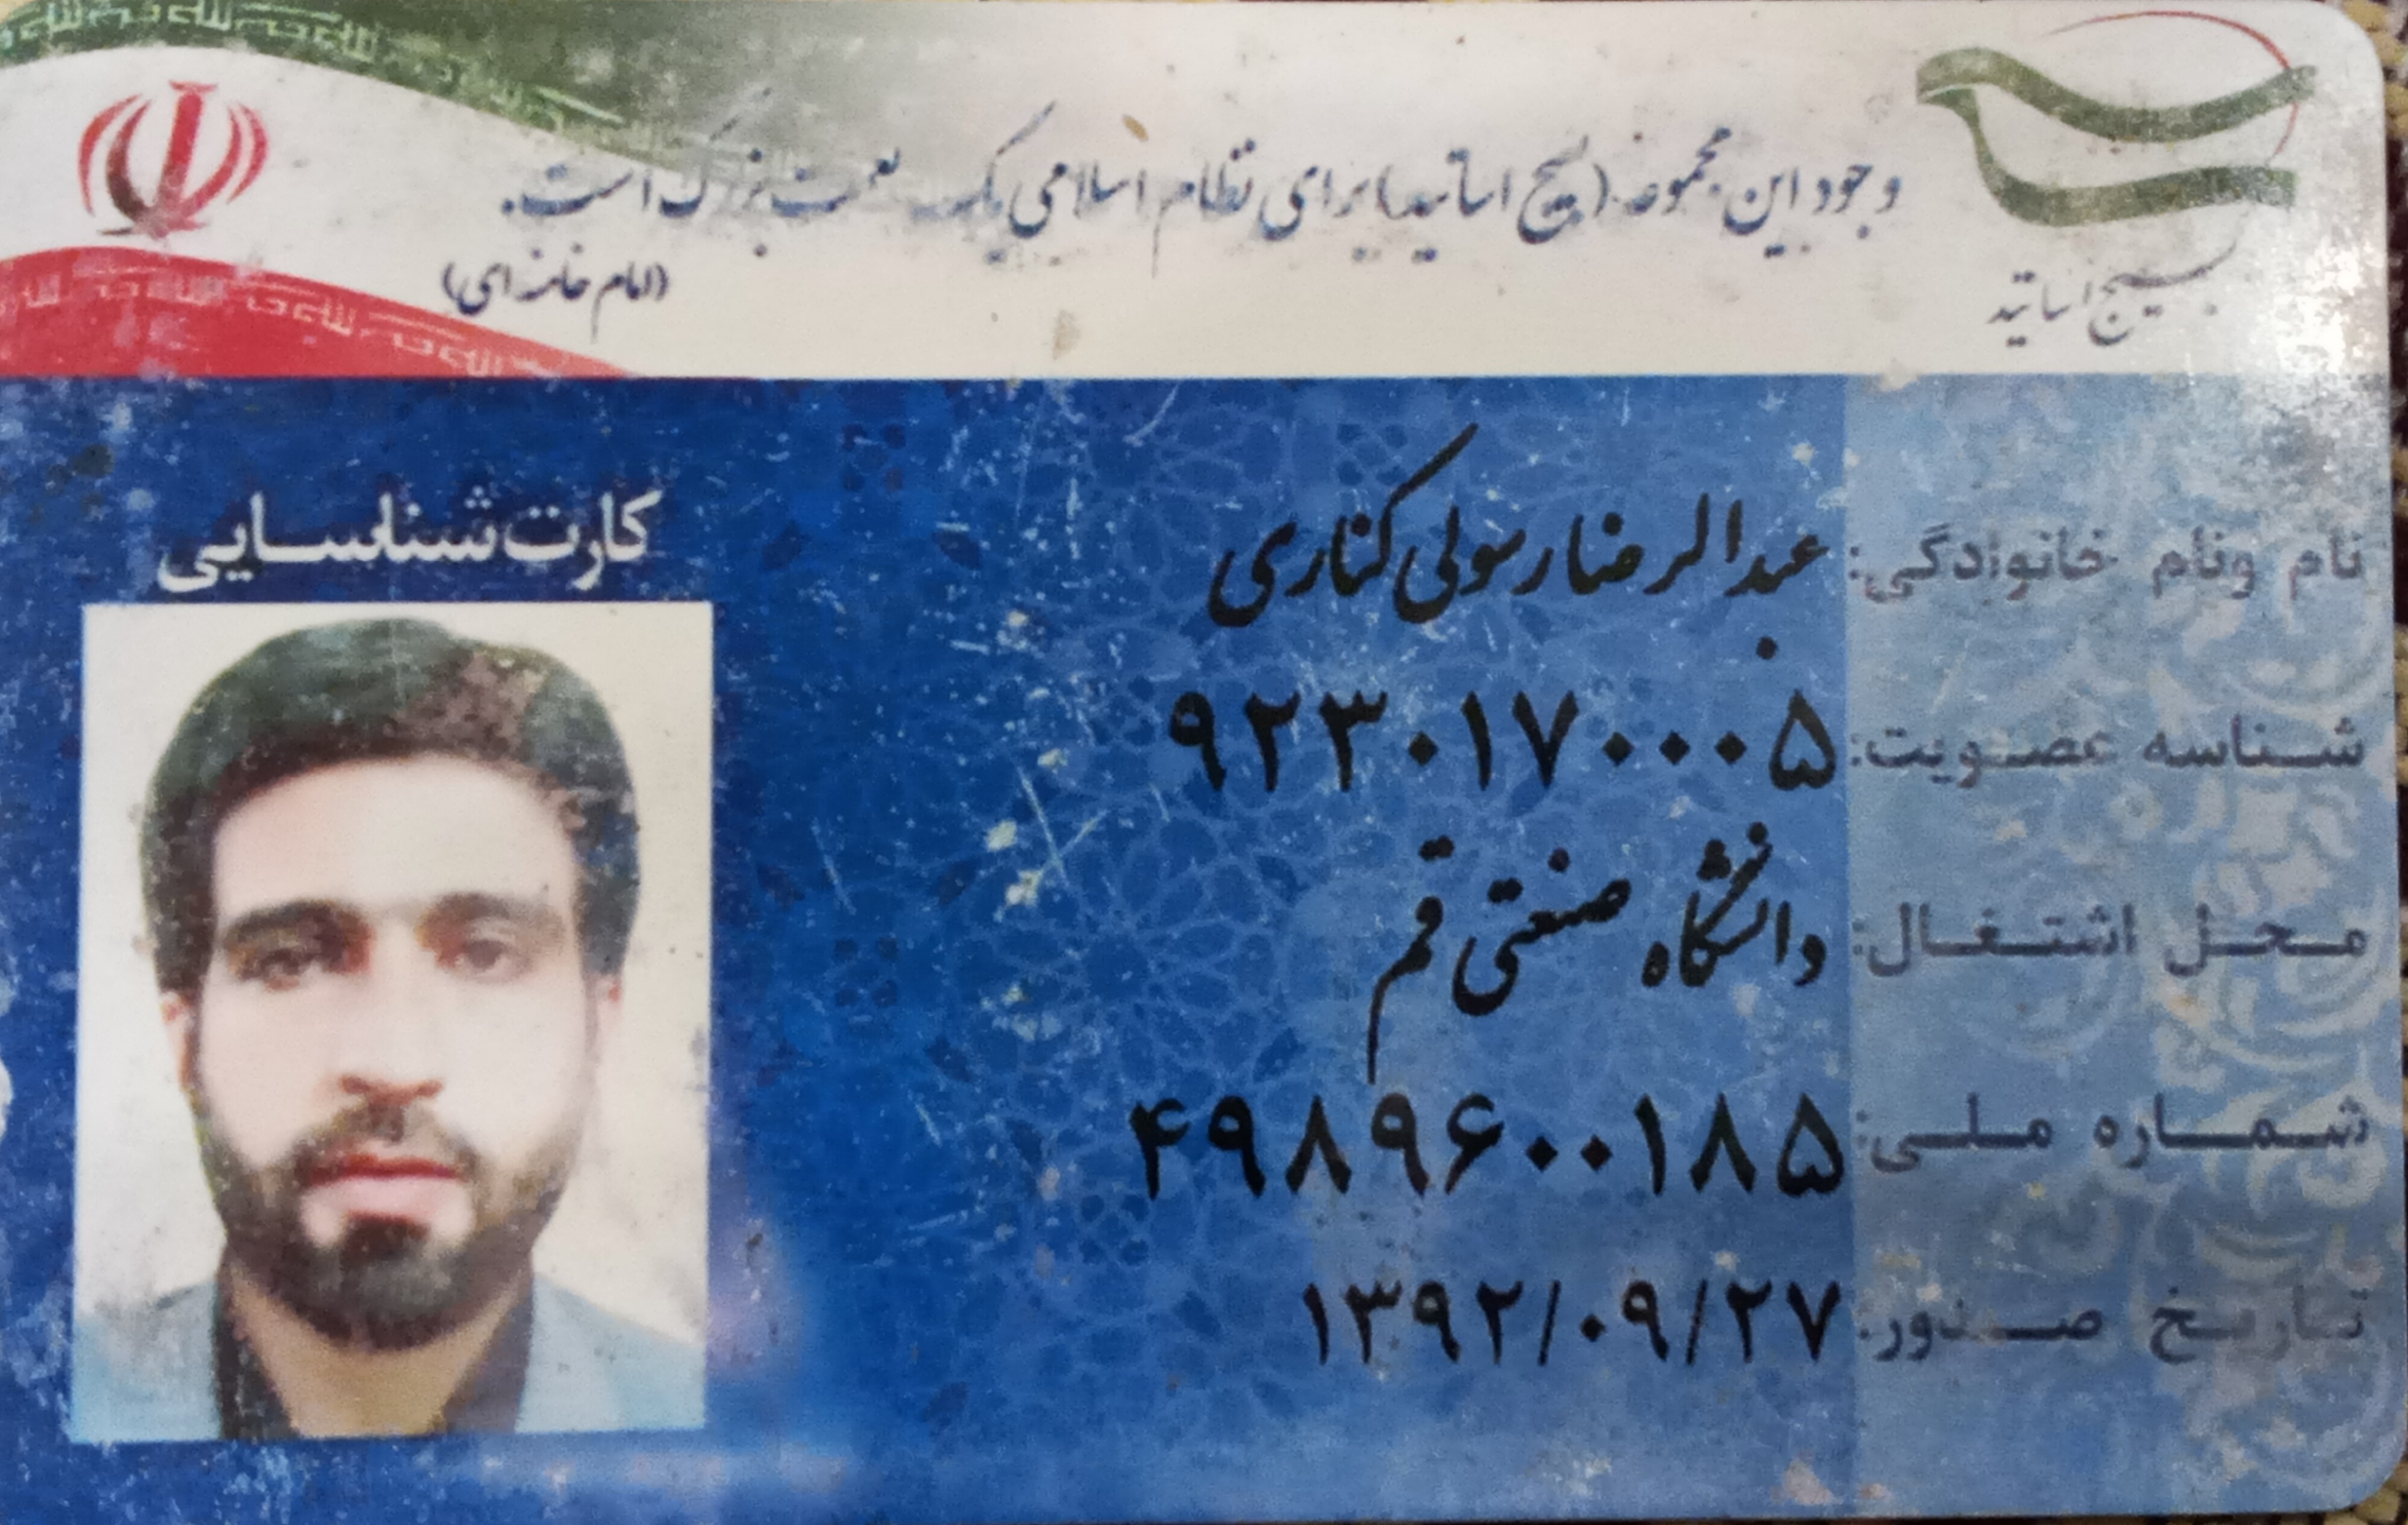 وجود این مجموعه (بسیج اساتید) برای نظام اسلامی یک نعمت بزرگ است.
(امام خامنه ای)
بسیج اساتید
کارت شناسایی
نام ونام خانوادگی: عبدالرضا رسولی کناری
شناسه عضویت: ۹۲۳۰۱۷۰۰۰۵
محل اشتغال: دانشگاه صنعتی قم
شماره ملی: ۴۹۸۹۶۰۰۱۸۵
تاریخ صدور: ۱۳۹۲/۰۹/۲۷